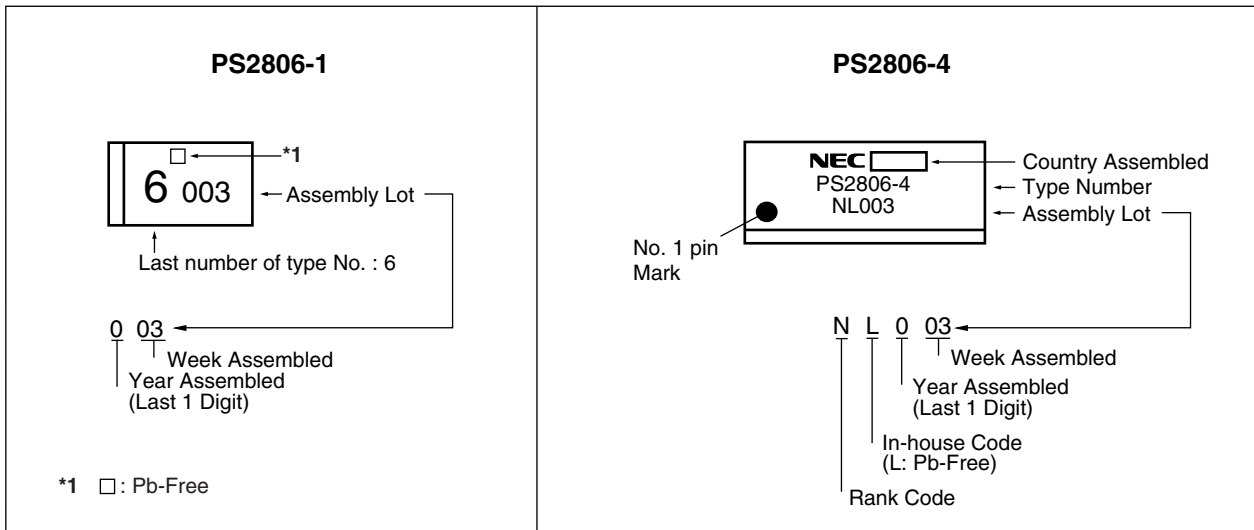 PS2806-1
*1
6 003
Assembly Lot
Last number of type No. : 6
0 03
Week Assembled
Year Assembled
(Last 1 Digit)
*1 □ : Pb-Free
PS2806-4
NEC
Country Assembled
PS2806-4
Type Number
NL003
Assembly Lot
No. 1 pin
Mark
N L 0 03
Week Assembled
Year Assembled
(Last 1 Digit)
In-house Code
(L: Pb-Free)
Rank Code